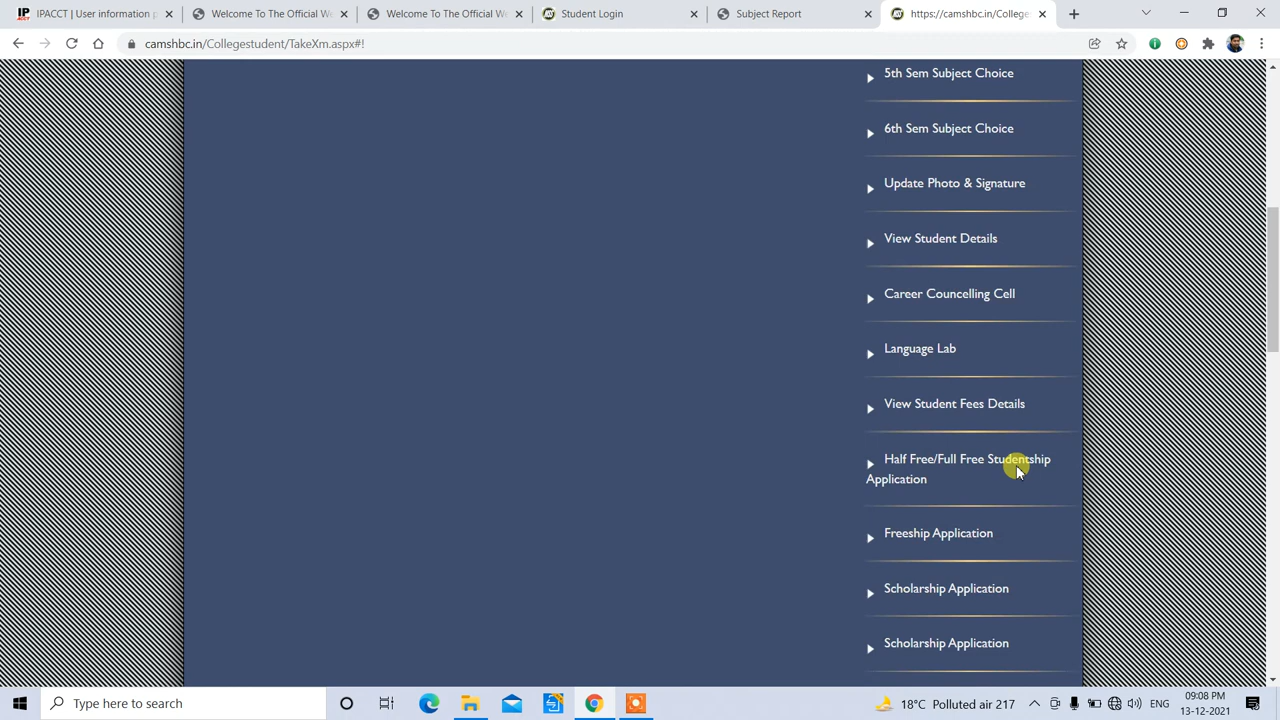 IPACCT | User information p
Welcome To The Official We
Welcome To The Official We
Student Login
Subject Report
https://camshbc.in/College
camshbc.in/Collegestudent/TakeXm.aspx#!
5th Sem Subject Choice
6th Sem Subject Choice
Update Photo & Signature
View Student Details
Career Councelling Cell
Language Lab
View Student Fees Details
Half Free/Full Free Studentship
Application
Freeship Application
Scholarship Application
Scholarship Application
Type here to search
18°C Polluted air 217
ENG
09:08 PM
13-12-2021